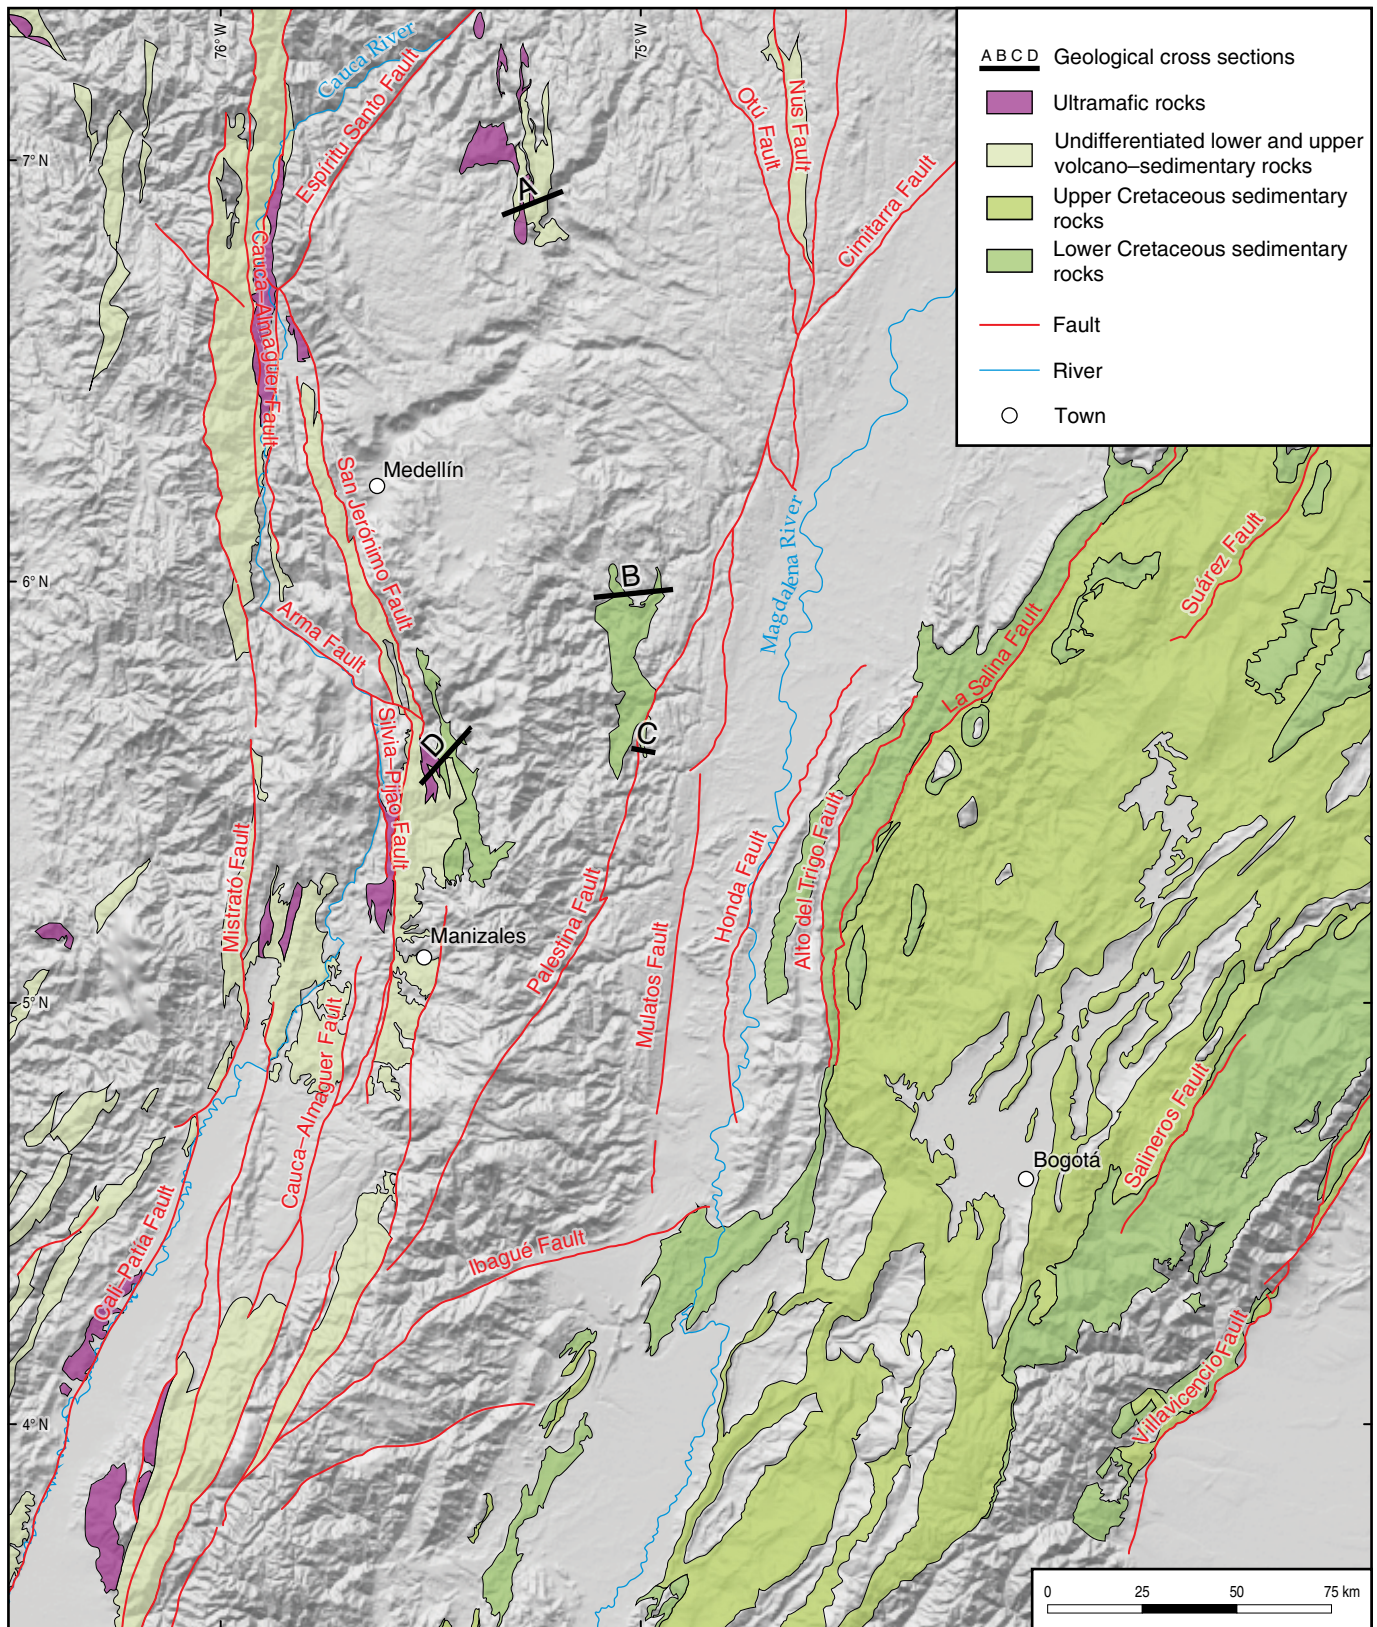 76° W
75° W
7° N
6° N
5° N
4° N
A B C D
Geological cross sections
Ultramafic rocks
Undifferentiated lower and upper
volcano–sedimentary rocks
Upper Cretaceous sedimentary
rocks
Lower Cretaceous sedimentary
rocks
Fault
River
Town
Cauca River
Espíritu Santo Fault
Otú Fault
Nus Fault
Cimitarra Fault
A
Cauca–Almaguer Fault
San Jerónimo Fault
Medellín
Magdalena River
B
Suárez Fault
La Salina Fault
Arma Fault
Silvia–Pijao Fault
D
C
Mistrató Fault
Manizales
Palestina Fault
Mulatos Fault
Honda Fault
Alto del Trigo Fault
Cauca–Almaguer Fault
Salineros Fault
Bogotá
Cali–Patía Fault
Ibagué Fault
Villavicencio Fault
0 25 50 75 km